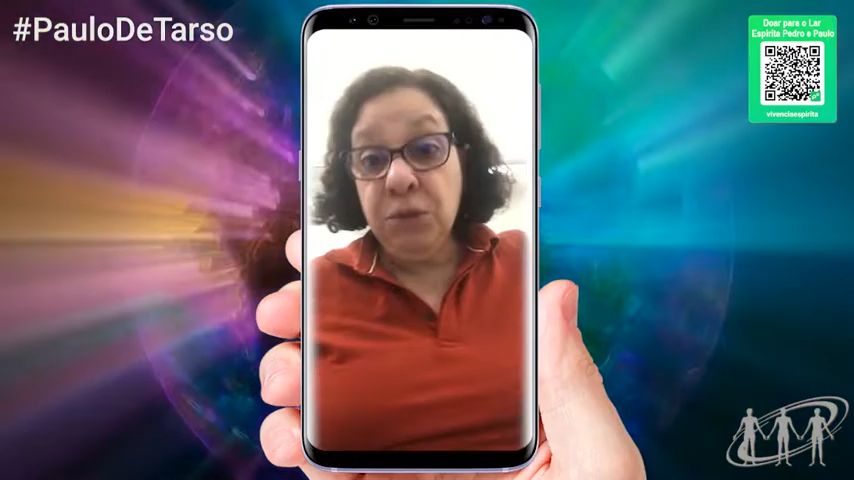 #PauloDeTarso
Doar para o Lar
Espírita Pedro e Paulo
vivenciaespirita